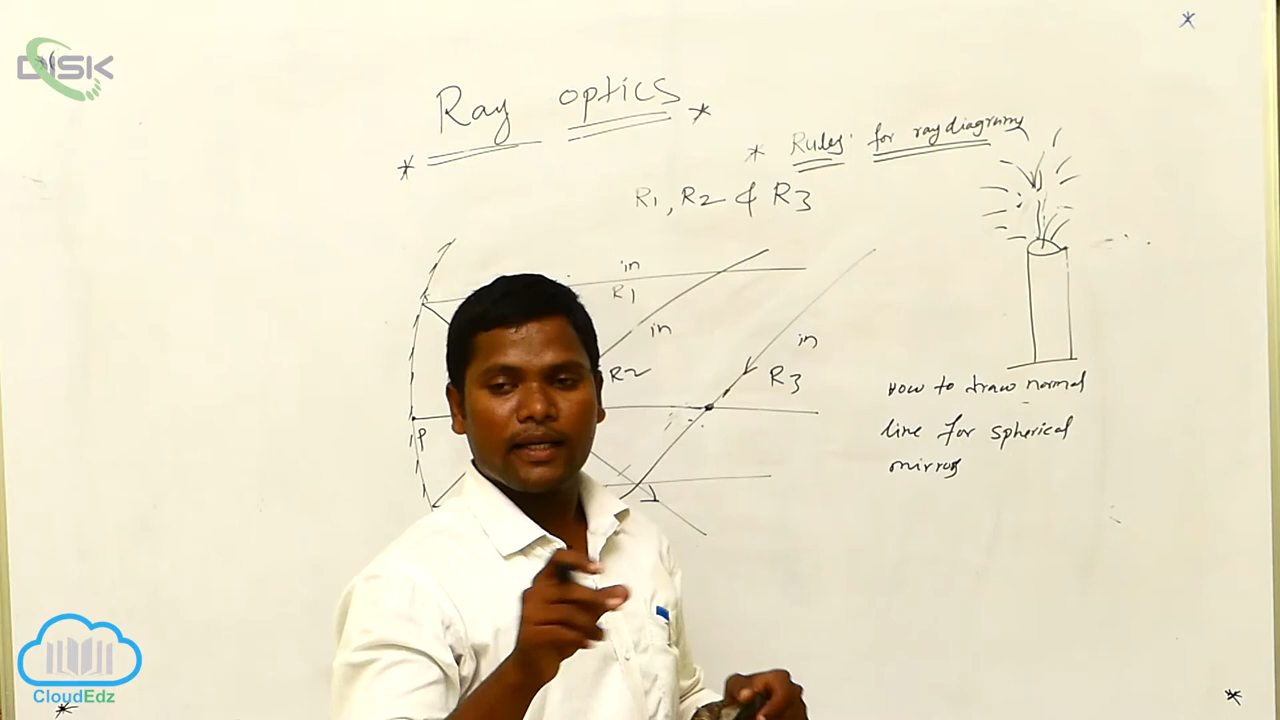 DISK
Ray optics
* Rules for ray diagrams
R1, R2 & R3
in
R1
in
R2
in
R3
P
How to draw normal
line for spherical
mirror
CloudEdz